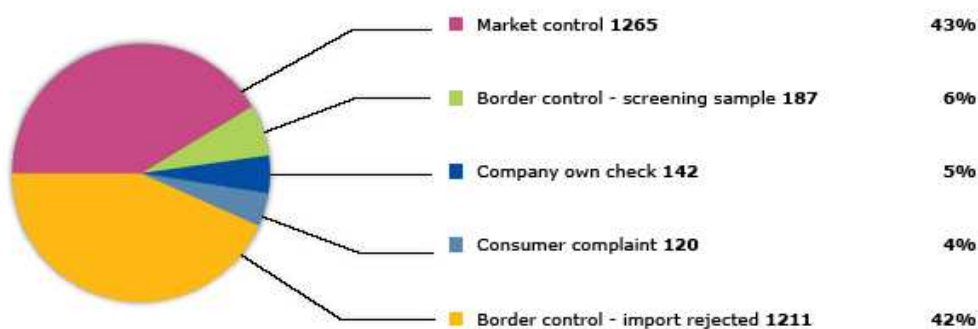 Market control 1265 43%
Border control - screening sample 187 6%
Company own check 142 5%
Consumer complaint 120 4%
Border control - import rejected 1211 42%